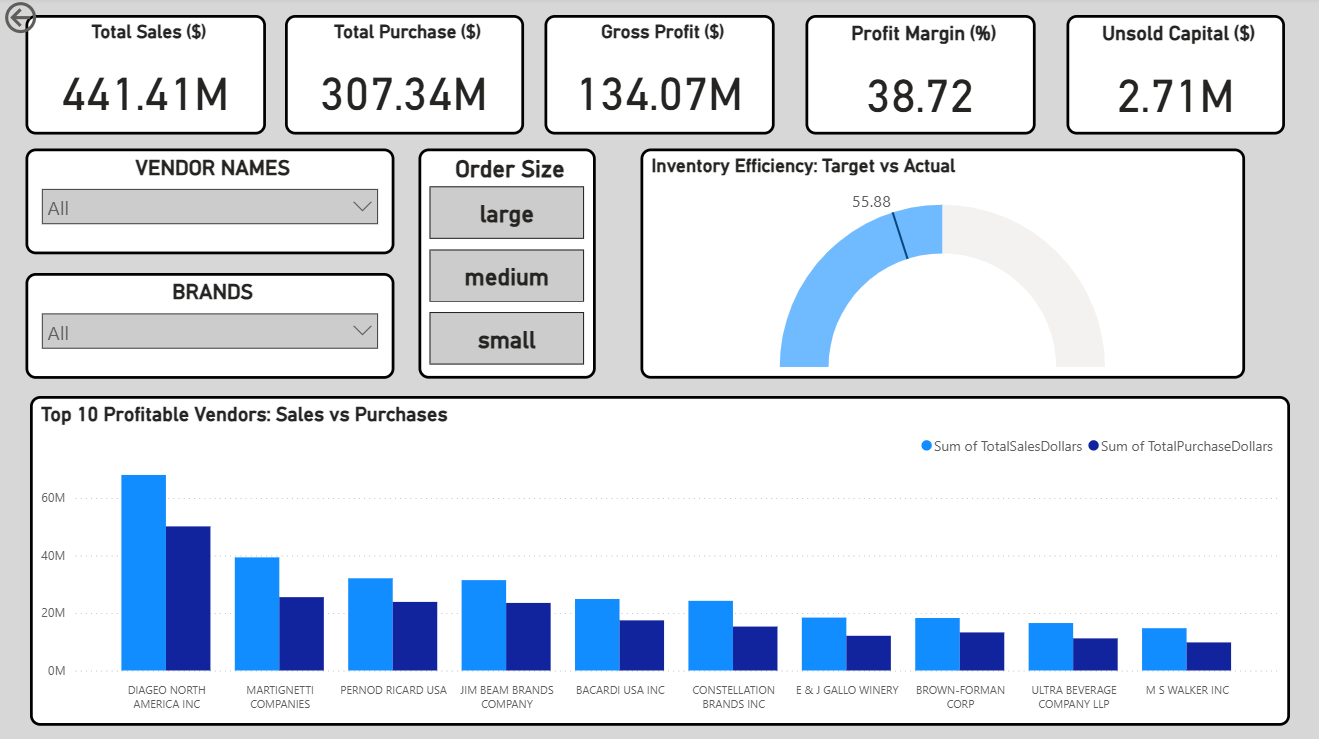 Total Sales ($)
441.41M
Total Purchase ($)
307.34M
Gross Profit ($)
134.07M
Profit Margin (%)
38.72
Unsold Capital ($)
2.71M
VENDOR NAMES
All
BRANDS
All
Order Size
large
medium
small
Inventory Efficiency: Target vs Actual
55.88
Top 10 Profitable Vendors: Sales vs Purchases
Sum of TotalSalesDollars
Sum of TotalPurchaseDollars
60M
40M
20M
0M
DIAGEO NORTH
AMERICA INC
MARTIGNETTI
COMPANIES
PERNOD RICARD USA
JIM BEAM BRANDS
COMPANY
BACARDI USA INC
CONSTELLATION
BRANDS INC
E & J GALLO WINERY
BROWN-FORMAN
CORP
ULTRA BEVERAGE
COMPANY LLP
M S WALKER INC